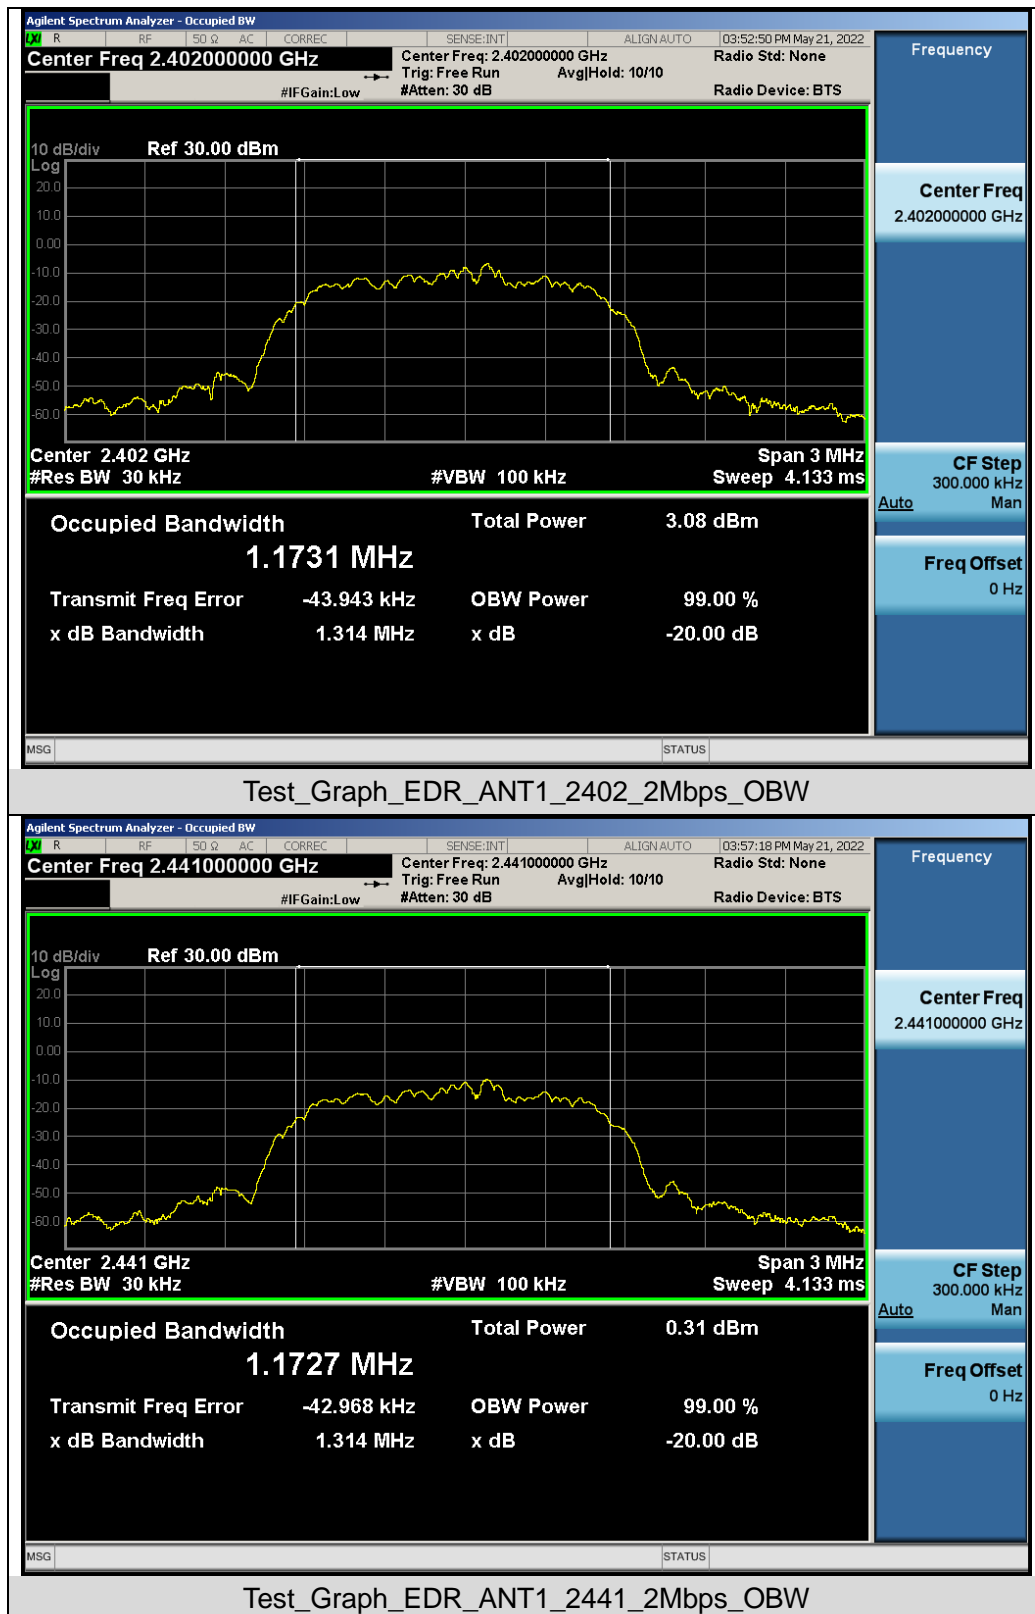 Agilent Spectrum Analyzer - Occupied BW
LXI R RF 50 Ω AC CORREC SENSE:INT ALIGN AUTO 03:52:50 PM May 21, 2022
Center Freq 2.402000000 GHz Center Freq: 2.402000000 GHz Radio Std: None Frequency
Trig: Free Run Avg|Hold: 10/10
#IFGain:Low #Atten: 30 dB Radio Device: BTS
10 dB/div Ref 30.00 dBm
Log
20.0
Center Freq
2.402000000 GHz
10.0
0.00
-10.0
-20.0
-30.0
-40.0
-50.0
-60.0
Center 2.402 GHz Span 3 MHz
#Res BW 30 kHz #VBW 100 kHz Sweep 4.133 ms
CF Step
300.000 kHz
Auto Man
Occupied Bandwidth Total Power 3.08 dBm
1.1731 MHz
Freq Offset
0 Hz
Transmit Freq Error -43.943 kHz OBW Power 99.00 %
x dB Bandwidth 1.314 MHz x dB -20.00 dB
MSG STATUS
Test_Graph_EDR_ANT1_2402_2Mbps_OBW
Agilent Spectrum Analyzer - Occupied BW
LXI R RF 50 Ω AC CORREC SENSE:INT ALIGN AUTO 03:57:18 PM May 21, 2022
Center Freq 2.441000000 GHz Center Freq: 2.441000000 GHz Radio Std: None Frequency
Trig: Free Run Avg|Hold: 10/10
#IFGain:Low #Atten: 30 dB Radio Device: BTS
10 dB/div Ref 30.00 dBm
Log
20.0
Center Freq
2.441000000 GHz
10.0
0.00
-10.0
-20.0
-30.0
-40.0
-50.0
-60.0
Center 2.441 GHz Span 3 MHz
#Res BW 30 kHz #VBW 100 kHz Sweep 4.133 ms
CF Step
300.000 kHz
Auto Man
Occupied Bandwidth Total Power 0.31 dBm
1.1727 MHz
Freq Offset
0 Hz
Transmit Freq Error -42.968 kHz OBW Power 99.00 %
x dB Bandwidth 1.314 MHz x dB -20.00 dB
MSG STATUS
Test_Graph_EDR_ANT1_2441_2Mbps_OBW